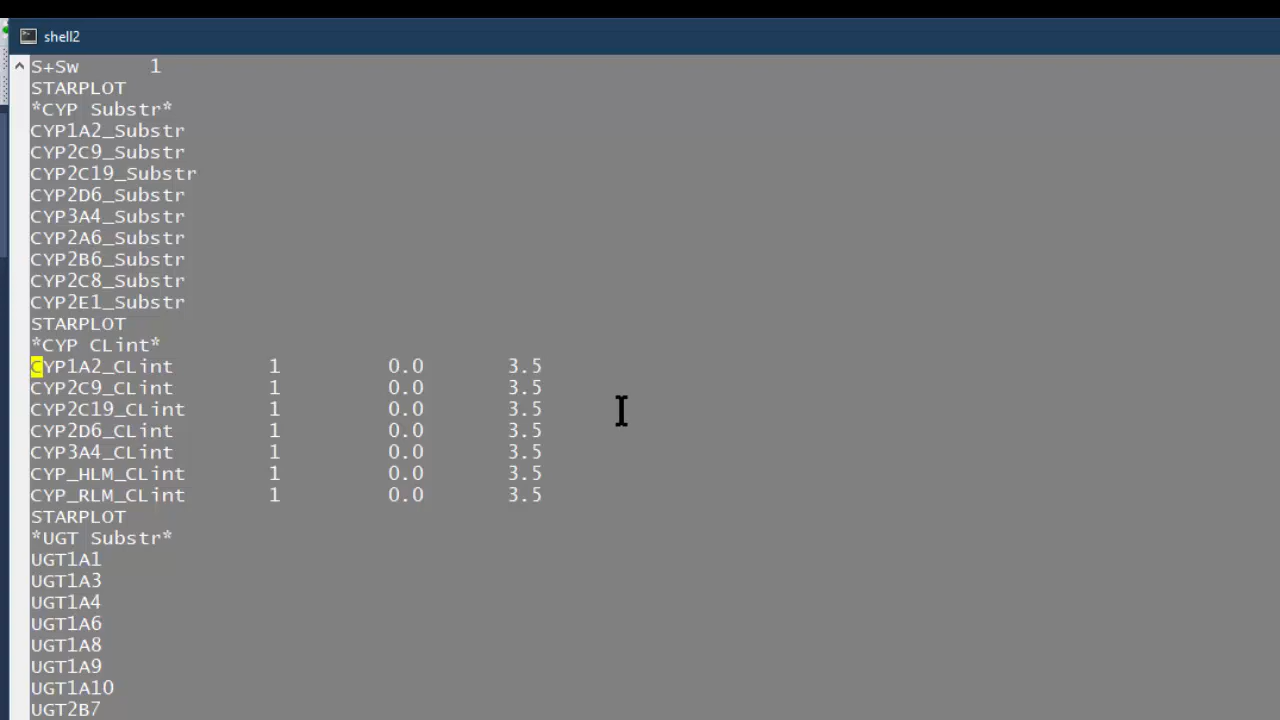 shell2
S+Sw 1
STARPLOT
*CYP Substr*
CYP1A2_Substr
CYP2C9_Substr
CYP2C19_Substr
CYP2D6_Substr
CYP3A4_Substr
CYP2A6_Substr
CYP2B6_Substr
CYP2C8_Substr
CYP2E1_Substr
STARPLOT
*CYP CLint*
CYP1A2_CLint 1 0.0 3.5
CYP2C9_CLint 1 0.0 3.5
CYP2C19_CLint 1 0.0 3.5
CYP2D6_CLint 1 0.0 3.5
CYP3A4_CLint 1 0.0 3.5
CYP_HLM_CLint 1 0.0 3.5
CYP_RLM_CLint 1 0.0 3.5
STARPLOT
*UGT Substr*
UGT1A1
UGT1A3
UGT1A4
UGT1A6
UGT1A8
UGT1A9
UGT1A10
UGT2B7